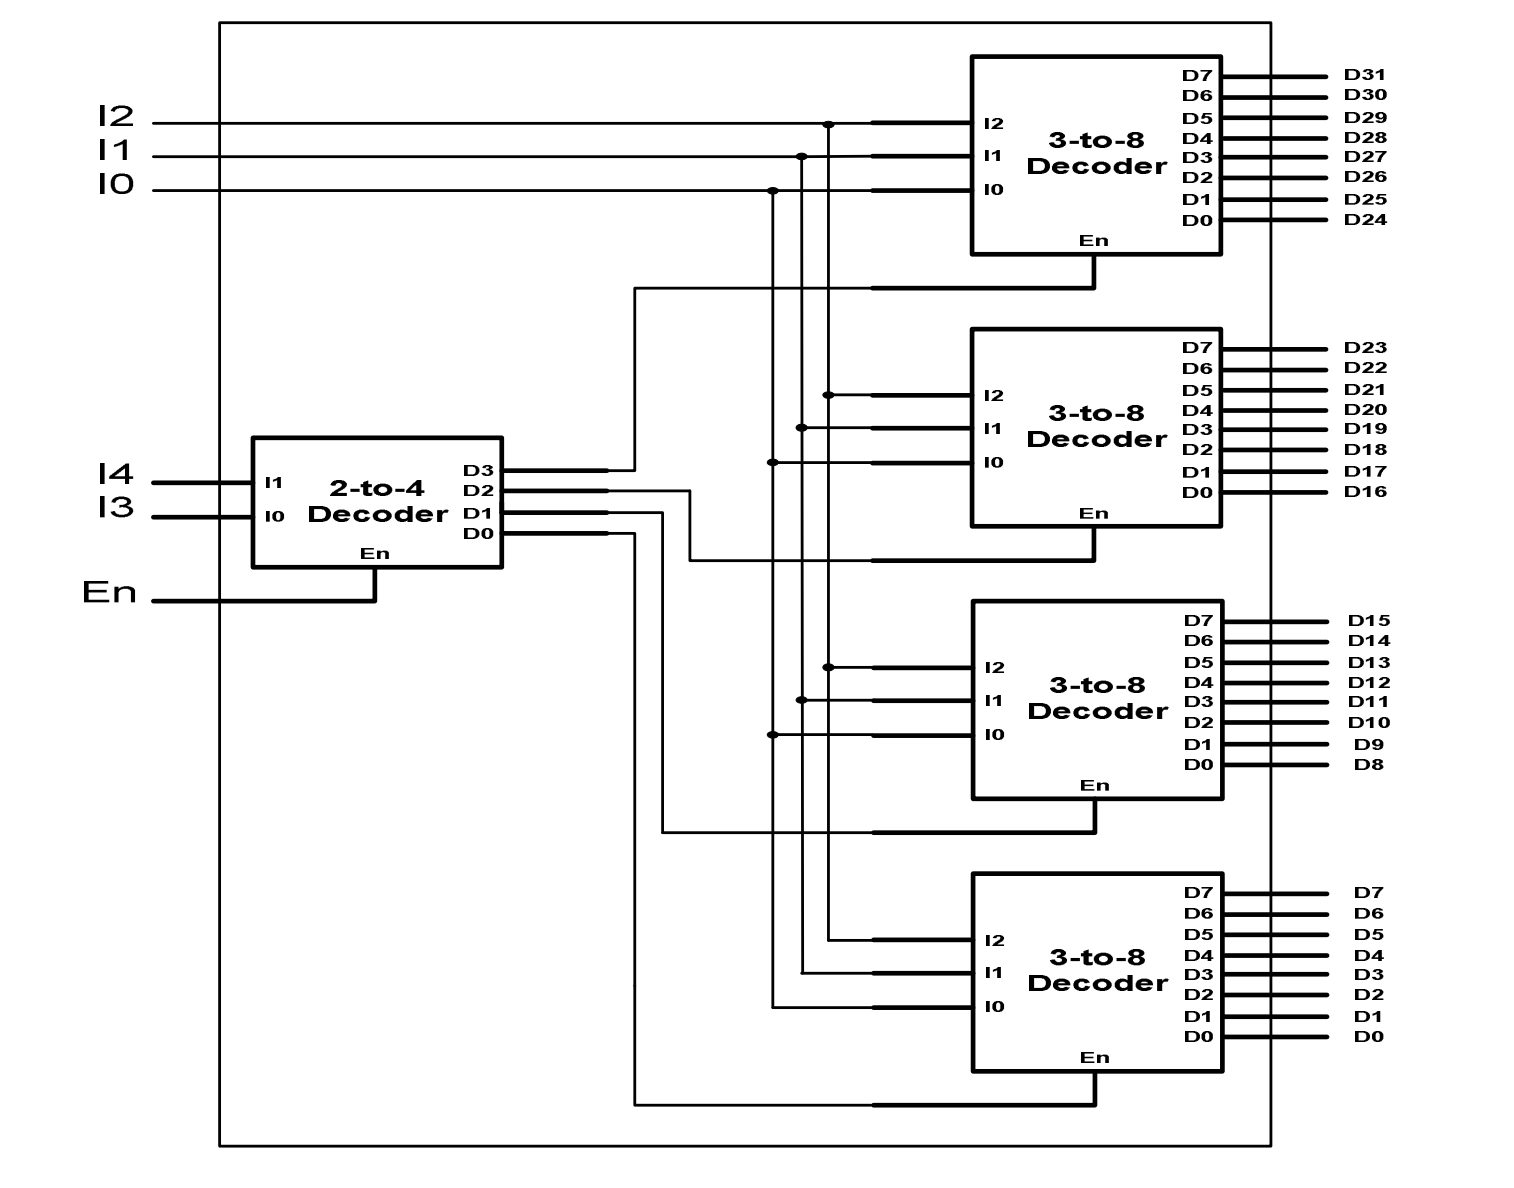 I2
I1
I0
I2
I1
I0
3-to-8
Decoder
En
D7
D6
D5
D4
D3
D2
D1
D0
D31
D30
D29
D28
D27
D26
D25
D24
I2
I1
I0
3-to-8
Decoder
En
D7
D6
D5
D4
D3
D2
D1
D0
D23
D22
D21
D20
D19
D18
D17
D16
I4
I3
En
I1
I0
2-to-4
Decoder
En
D3
D2
D1
D0
I2
I1
I0
3-to-8
Decoder
En
D7
D6
D5
D4
D3
D2
D1
D0
D15
D14
D13
D12
D11
D10
D9
D8
I2
I1
I0
3-to-8
Decoder
En
D7
D6
D5
D4
D3
D2
D1
D0
D7
D6
D5
D4
D3
D2
D1
D0